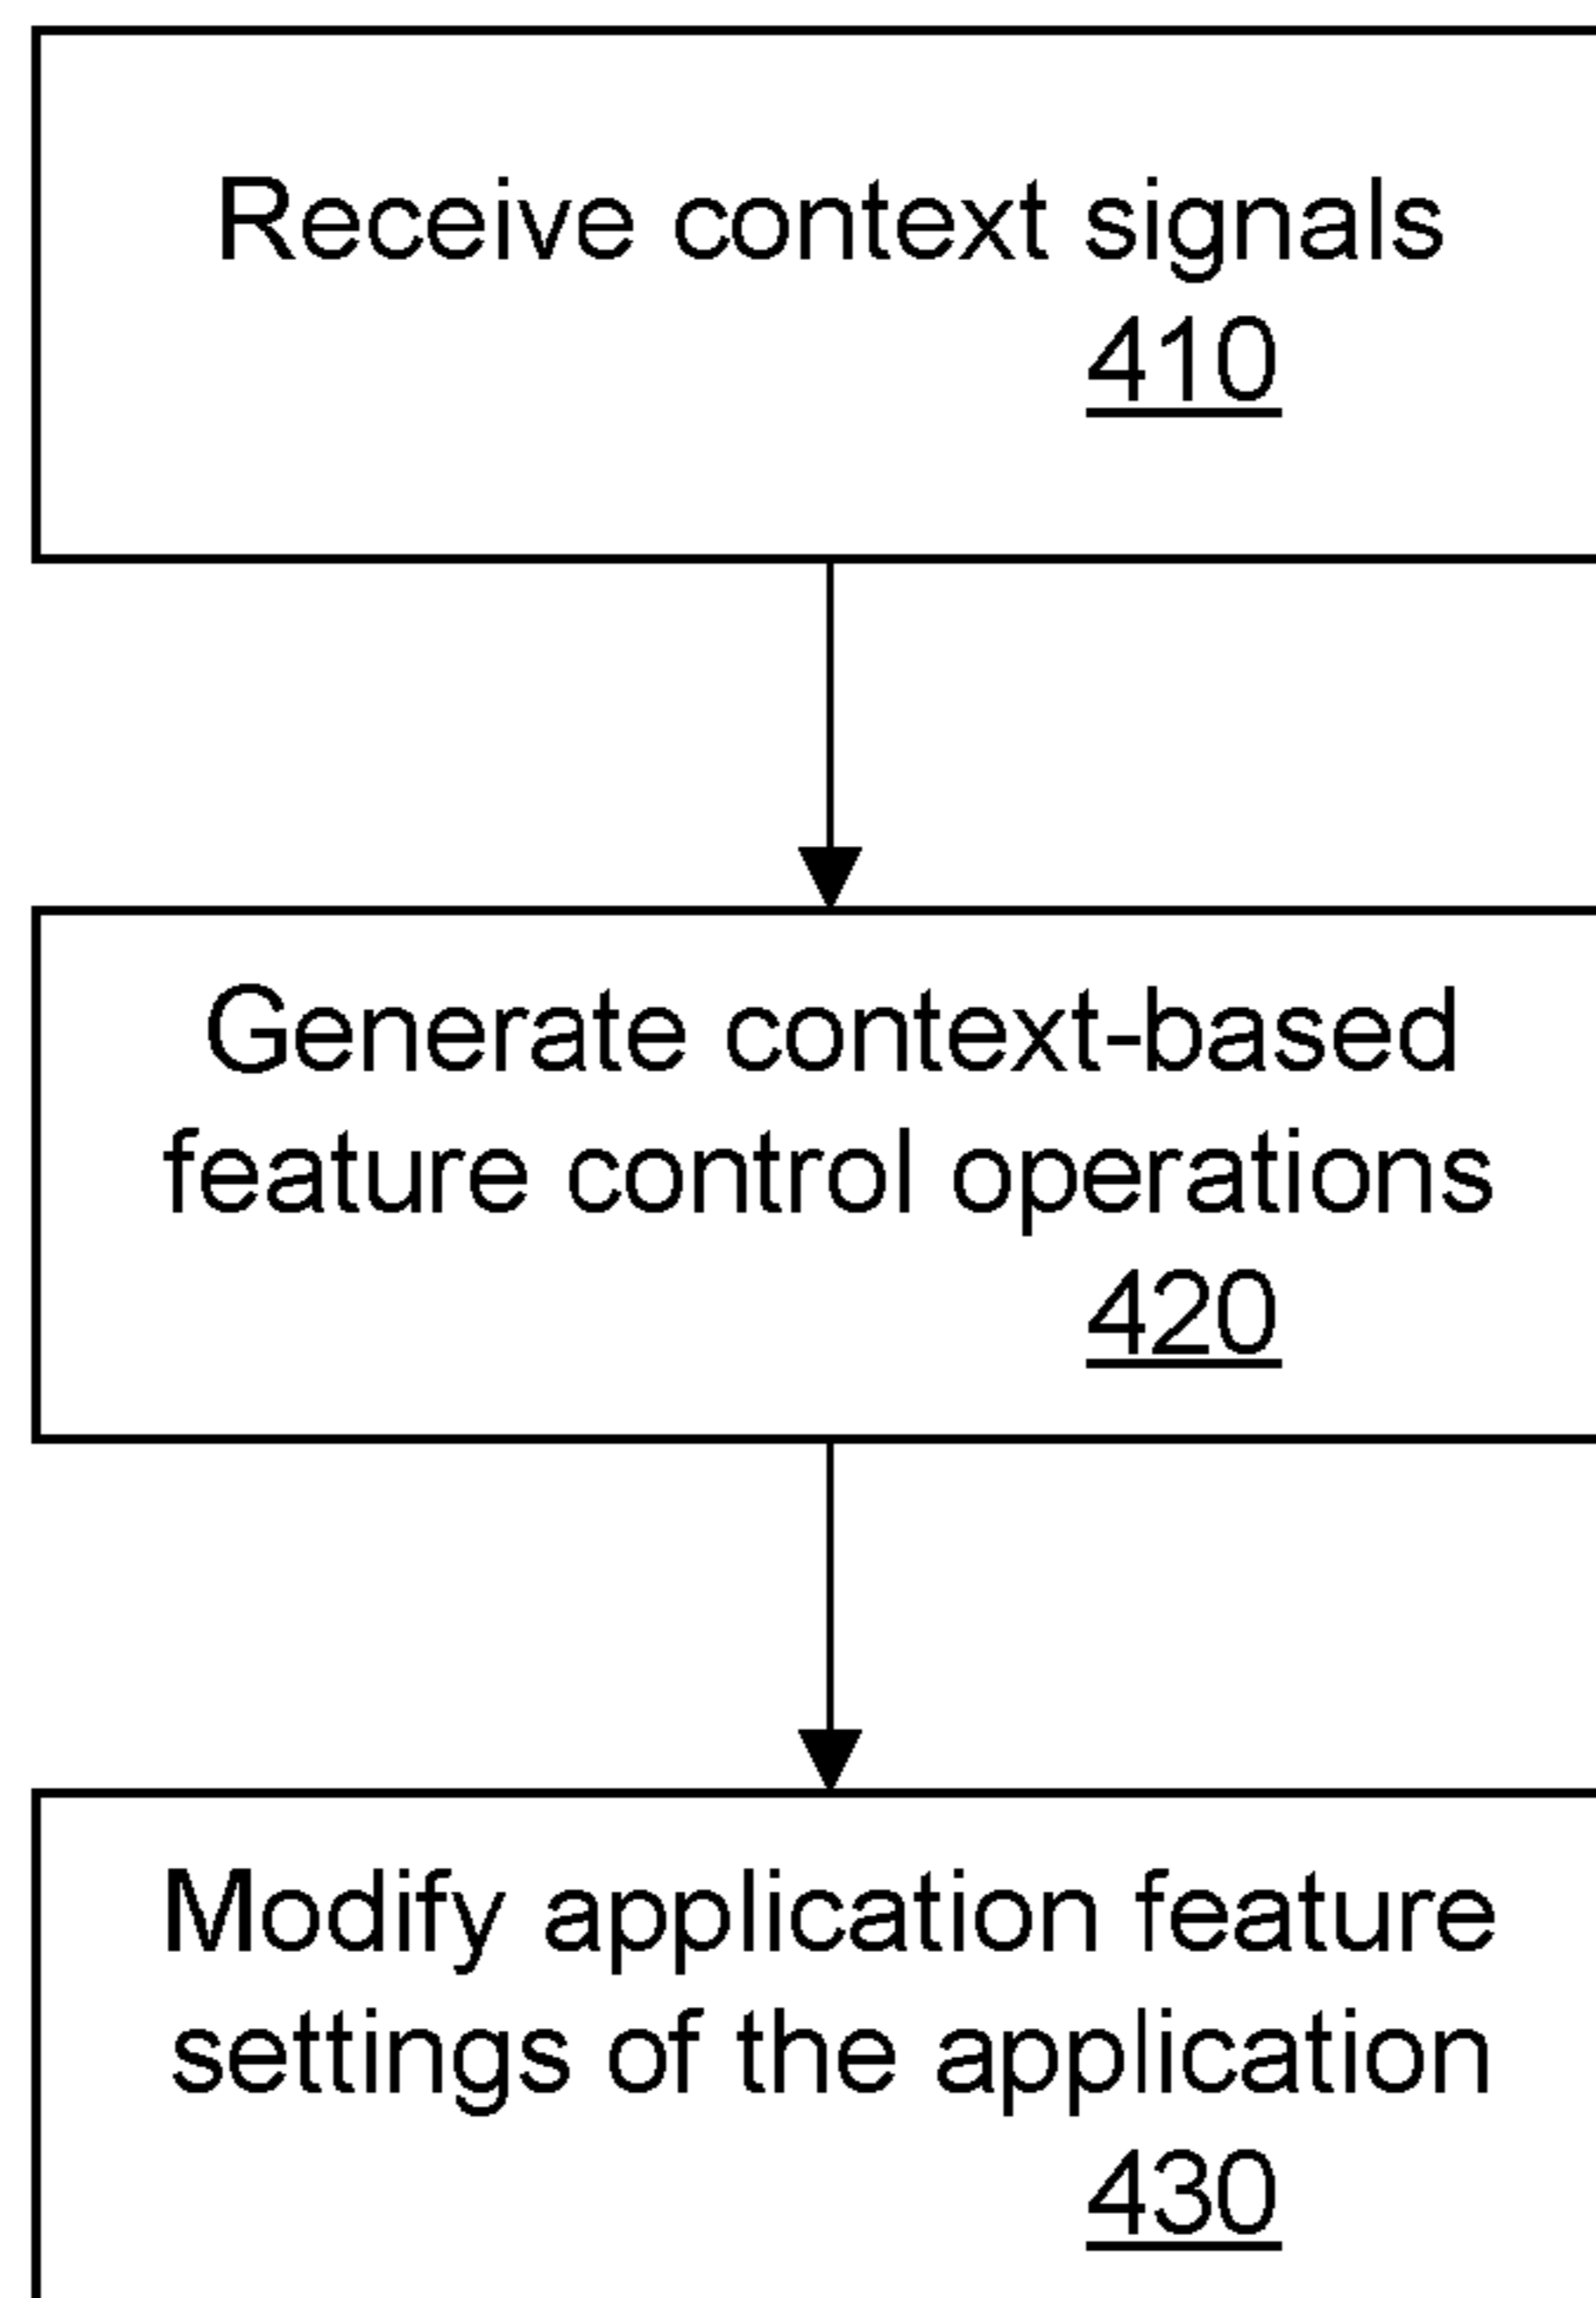 Receive context signals
410
Generate context-based
feature control operations
420
Modify application feature
settings of the application
430